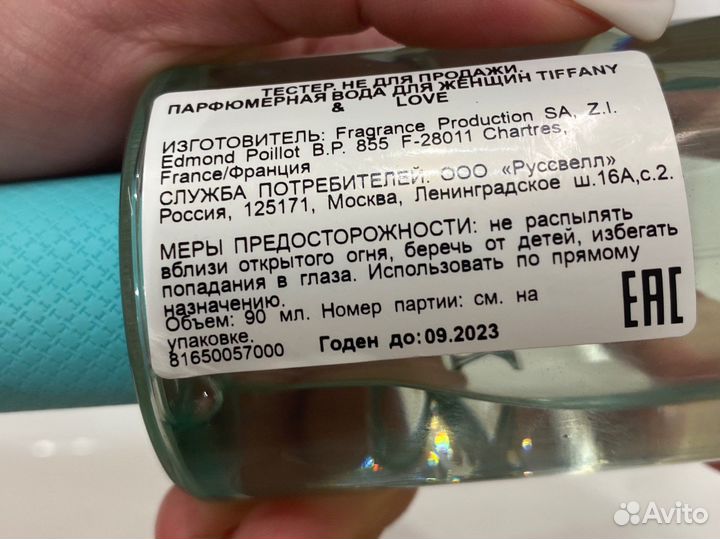 ТЕСТЕР. НЕ ДЛЯ ПРОДАЖИ.
ПАРФЮМЕРНАЯ ВОДА ДЛЯ ЖЕНЩИН TIFFANY
& LOVE
ИЗГОТОВИТЕЛЬ: Fragrance Production SA, Z.I.
Edmond Poillot B.P. 855 F-28011 Chartres,
France/Франция
СЛУЖБА ПОТРЕБИТЕЛЕЙ: ООО «Руссвелл»
Россия, 125171, Москва, Ленинградское ш.16А,с.2.
МЕРЫ ПРЕДОСТОРОЖНОСТИ: не распылять
вблизи открытого огня, беречь от детей, избегать
попадания в глаза. Использовать по прямому
назначению.
Объем: 90 мл. Номер партии: см. на
упаковке.
81650057000 Годен до: 09.2023
EAC
Avito